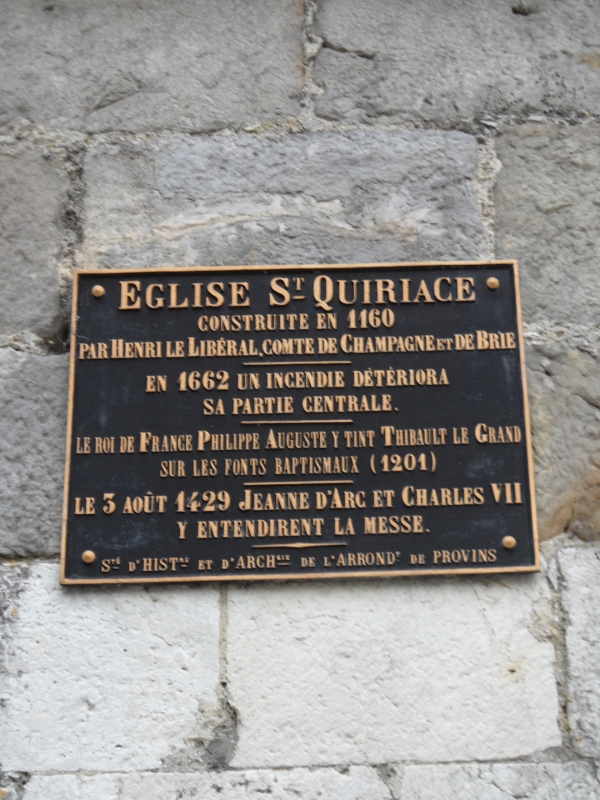 EGLISE ST QUIRIACE
CONSTRUITE EN 1160
PAR HENRI LE LIBÉRAL, COMTE DE CHAMPAGNE ET DE BRIE
EN 1662 UN INCENDIE DÉTÉRIORA
SA PARTIE CENTRALE.
LE ROI DE FRANCE PHILIPPE AUGUSTE Y TINT THIBAULT LE GRAND
SUR LES FONTS BAPTISMAUX (1201)
LE 3 AOÛT 1429 JEANNE D'ARC ET CHARLES VII
Y ENTENDIRENT LA MESSE.
STÉ D'HISTRE ET D'ARCHGIE DE L'ARRONDT DE PROVINS